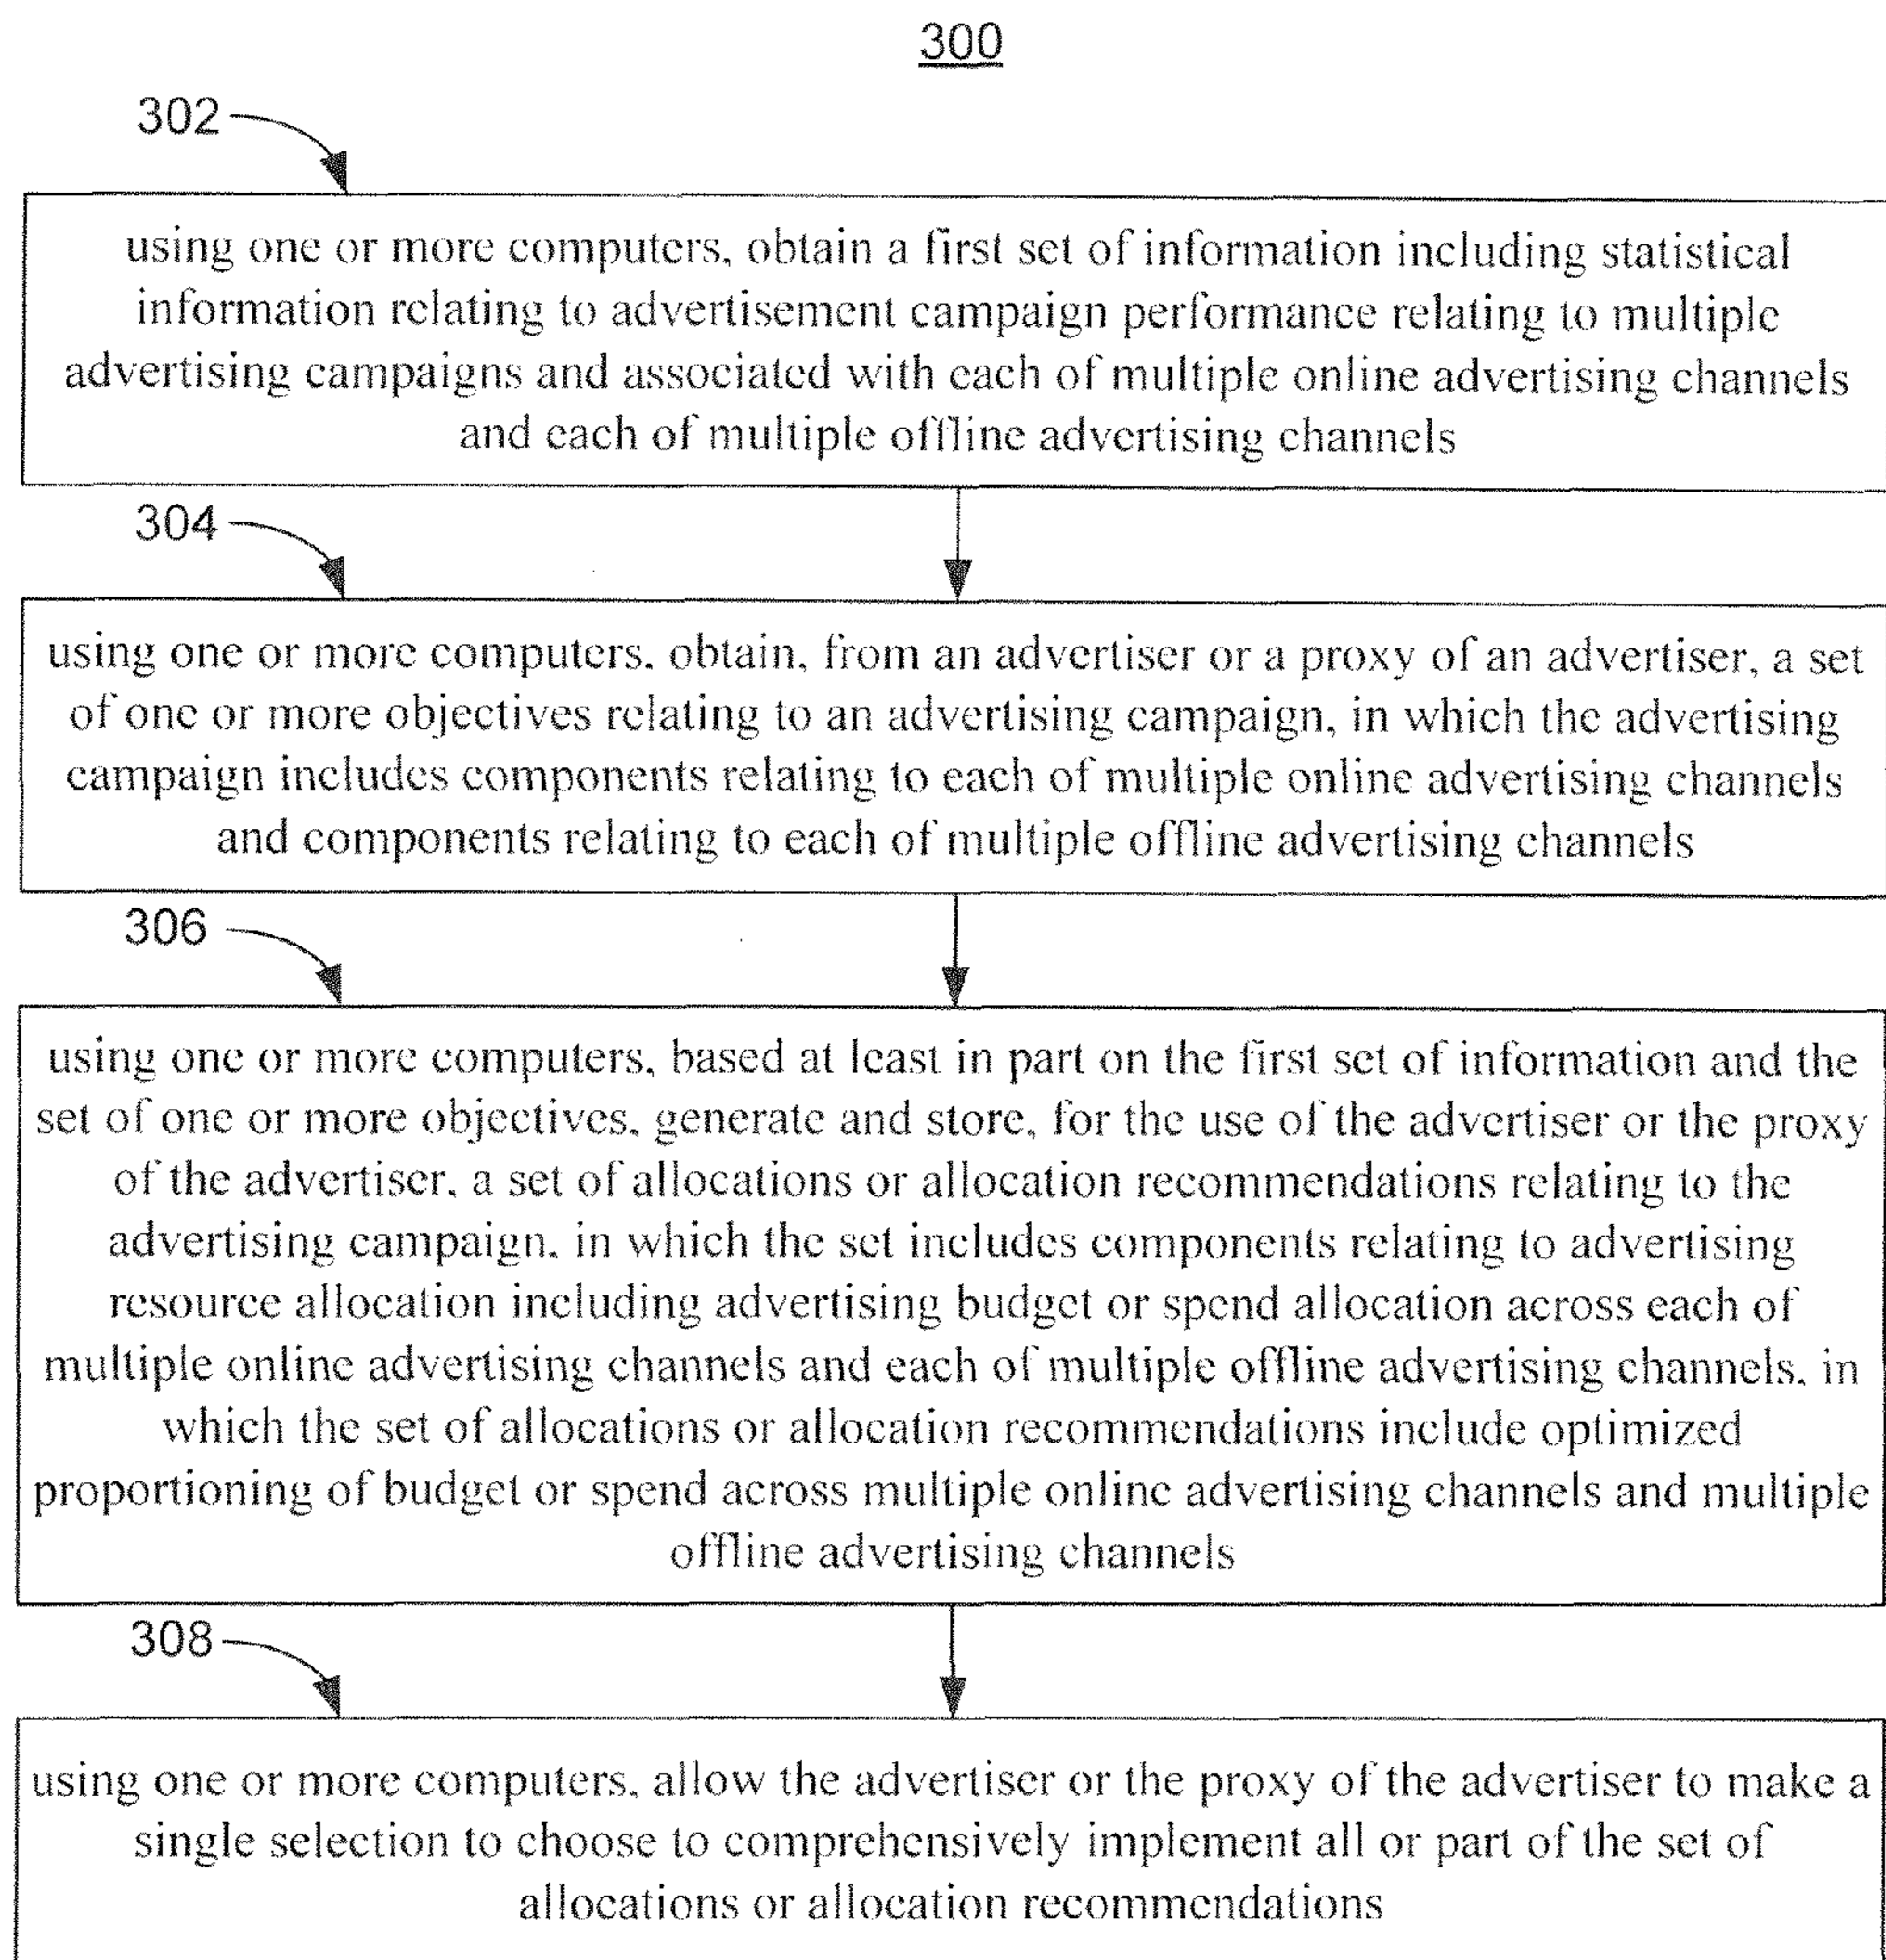 300
302
using one or more computers, obtain a first set of information including statistical
information relating to advertisement campaign performance relating to multiple
advertising campaigns and associated with each of multiple online advertising channels
and each of multiple offline advertising channels
304
using one or more computers, obtain, from an advertiser or a proxy of an advertiser, a set
of one or more objectives relating to an advertising campaign, in which the advertising
campaign includes components relating to each of multiple online advertising channels
and components relating to each of multiple offline advertising channels
306
using one or more computers, based at least in part on the first set of information and the
set of one or more objectives, generate and store, for the use of the advertiser or the proxy
of the advertiser, a set of allocations or allocation recommendations relating to the
advertising campaign, in which the set includes components relating to advertising
resource allocation including advertising budget or spend allocation across each of
multiple online advertising channels and each of multiple offline advertising channels, in
which the set of allocations or allocation recommendations include optimized
proportioning of budget or spend across multiple online advertising channels and multiple
offline advertising channels
308
using one or more computers, allow the advertiser or the proxy of the advertiser to make a
single selection to choose to comprehensively implement all or part of the set of
allocations or allocation recommendations